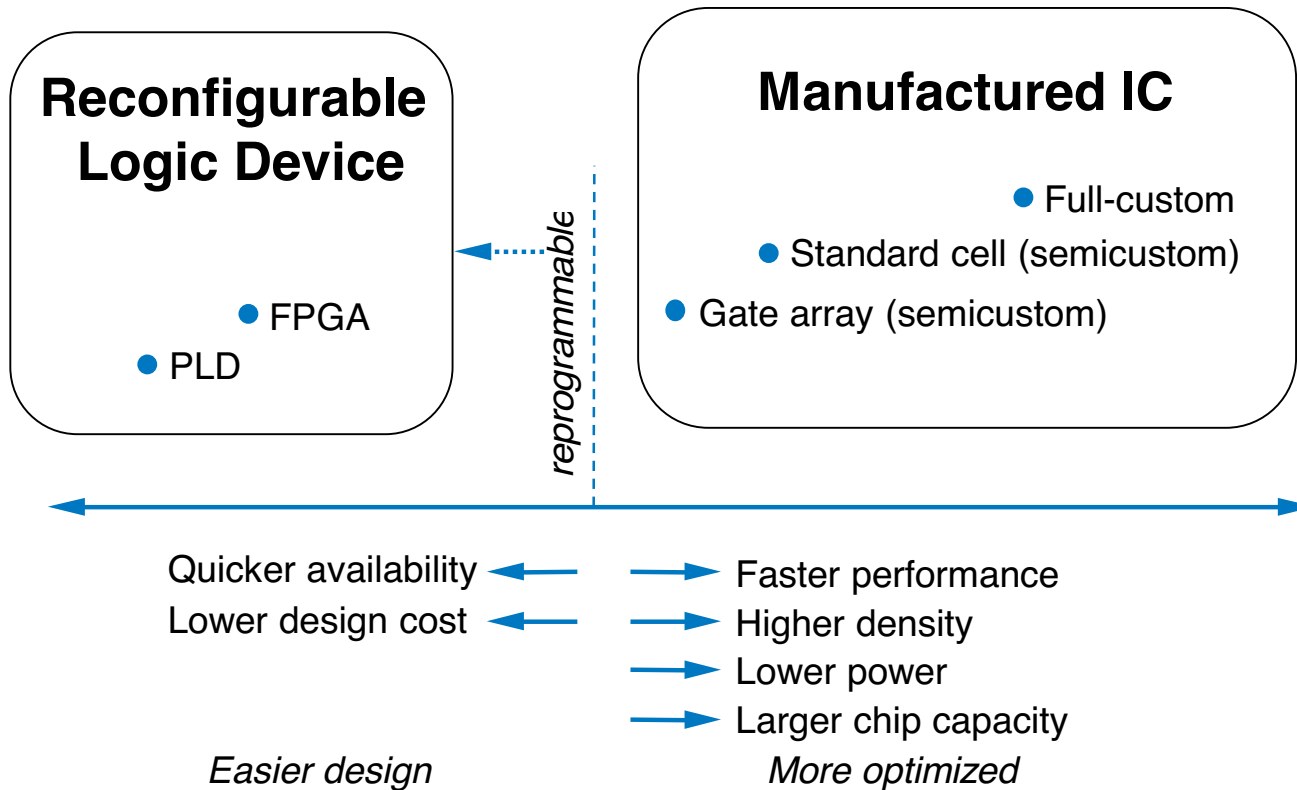 Reconfigurable
Logic Device
FPGA
PLD
reprogrammable
Manufactured IC
Full-custom
Standard cell (semicustom)
Gate array (semicustom)
Quicker availability
Lower design cost
Easier design
Faster performance
Higher density
Lower power
Larger chip capacity
More optimized